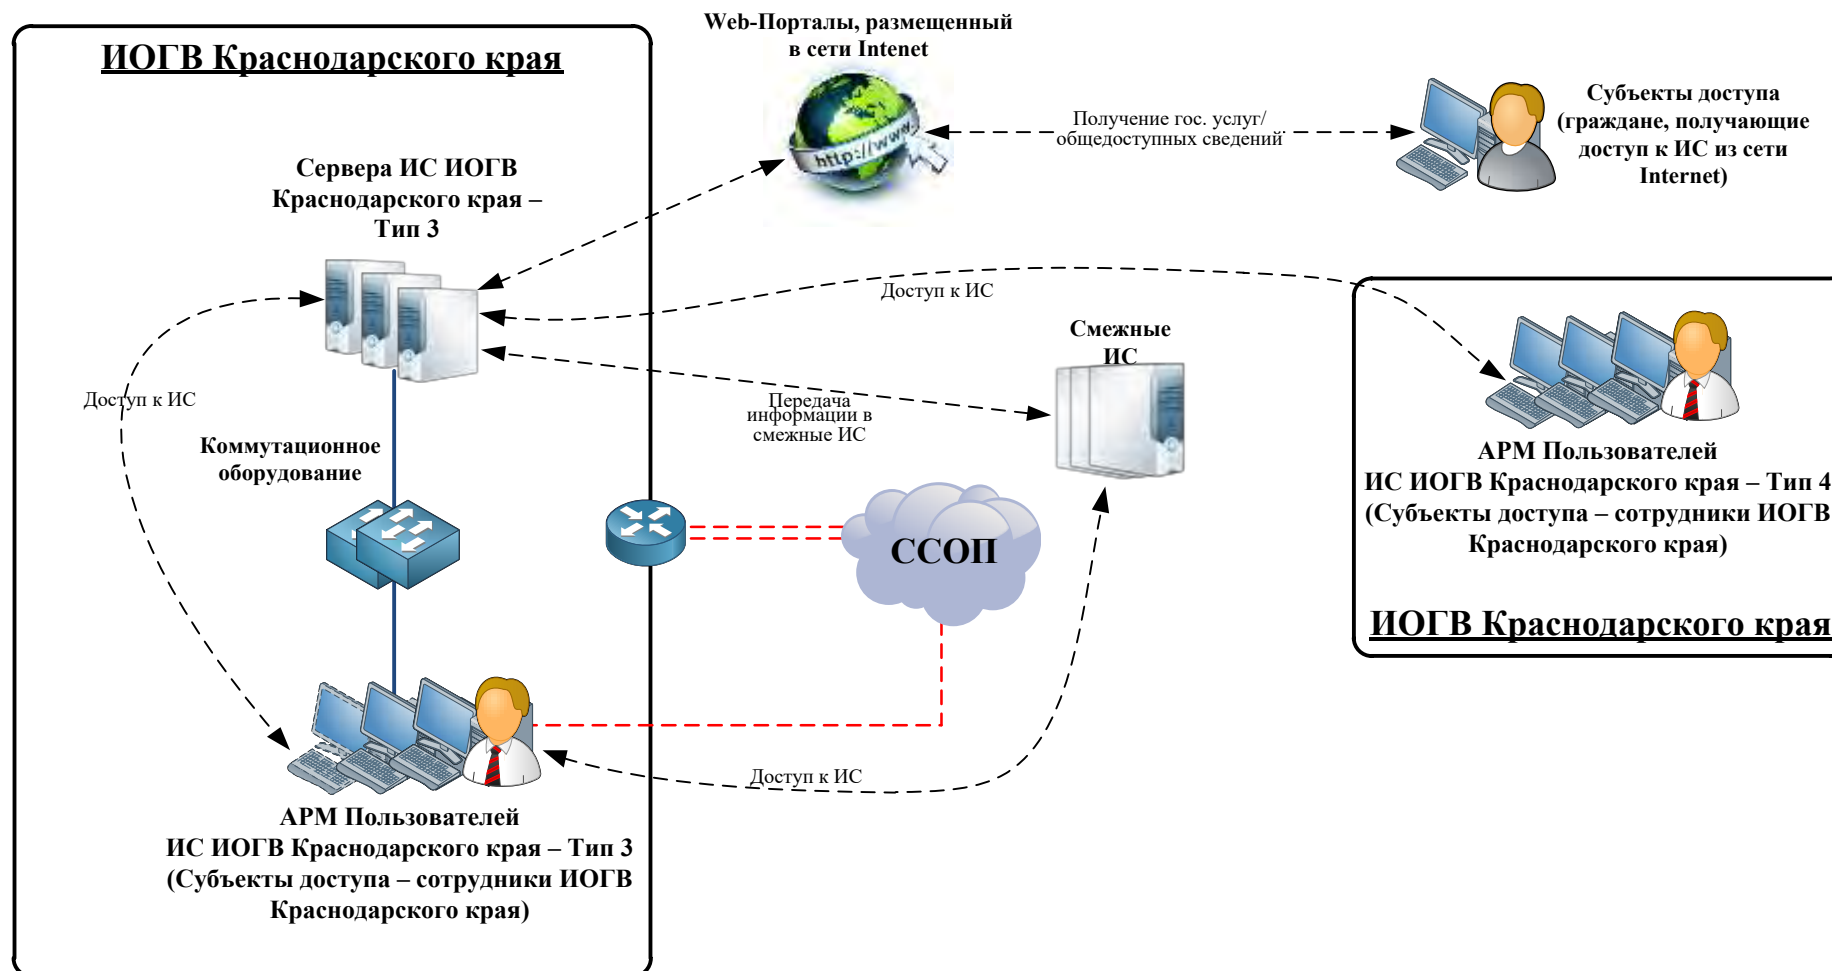 ИОГВ Краснодарского края
Web-Порталы, размещенный
в сети Intenet
http://www.
Получение гос. услуг/
общедоступных сведений
Субъекты доступа
(граждане, получающие
доступ к ИС из сети
Internet)
Сервера ИС ИОГВ
Краснодарского края –
Тип 3
Доступ к ИС
Доступ к ИС
Смежные
ИС
Передача
информации в
смежные ИС
Коммутационное
оборудование
ССОП
АРМ Пользователей
ИС ИОГВ Краснодарского края – Тип 4
(Субъекты доступа – сотрудники ИОГВ
Краснодарского края)
ИОГВ Краснодарского края
Доступ к ИС
АРМ Пользователей
ИС ИОГВ Краснодарского края – Тип 3
(Субъекты доступа – сотрудники ИОГВ
Краснодарского края)